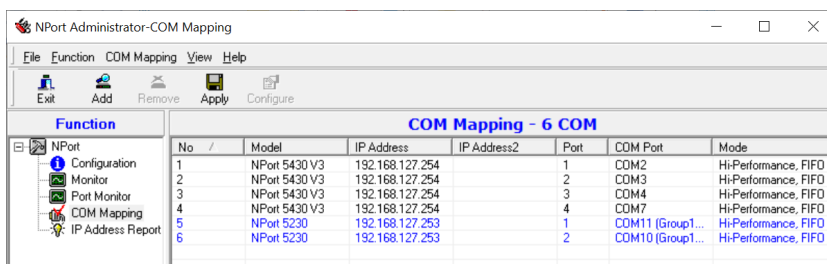 NPort Administrator-COM Mapping
File Function COM Mapping View Help
Exit Add Remove Apply Configure
Function
COM Mapping - 6 COM
NPort
Configuration
Monitor
Port Monitor
COM Mapping
IP Address Report
No / Model IP Address IP Address2 Port COM Port Mode
1 NPort 5430 V3 192.168.127.254 1 COM2 Hi-Performance, FIFO
2 NPort 5430 V3 192.168.127.254 2 COM3 Hi-Performance, FIFO
3 NPort 5430 V3 192.168.127.254 3 COM4 Hi-Performance, FIFO
4 NPort 5430 V3 192.168.127.254 4 COM7 Hi-Performance, FIFO
5 NPort 5230 192.168.127.253 1 COM11 (Group1... Hi-Performance, FIFO
6 NPort 5230 192.168.127.253 2 COM10 (Group1... Hi-Performance, FIFO